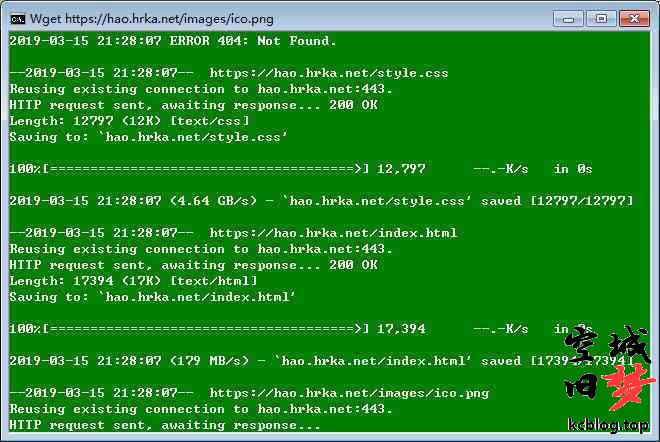 Wget https://hao.hrka.net/images/ico.png
2019-03-15 21:28:07 ERROR 404: Not Found.
--2019-03-15 21:28:07-- https://hao.hrka.net/style.css
Reusing existing connection to hao.hrka.net:443.
HTTP request sent, awaiting response... 200 OK
Length: 12797 (12K) [text/css]
Saving to: `hao.hrka.net/style.css'
100%[======================================>] 12,797 --.-K/s in 0s
2019-03-15 21:28:07 (4.64 GB/s) - `hao.hrka.net/style.css' saved [12797/12797]
--2019-03-15 21:28:07-- https://hao.hrka.net/index.html
Reusing existing connection to hao.hrka.net:443.
HTTP request sent, awaiting response... 200 OK
Length: 17394 (17K) [text/html]
Saving to: `hao.hrka.net/index.html'
100%[======================================>] 17,394 --.-K/s in
2019-03-15 21:28:07 (179 MB/s) - `hao.hrka.net/index.html' saved
--2019-03-15 21:28:07-- https://hao.hrka.net/images/ico.png
Reusing existing connection to hao.hrka.net:443.
HTTP request sent, awaiting response...
空城
旧梦
kcblog.top